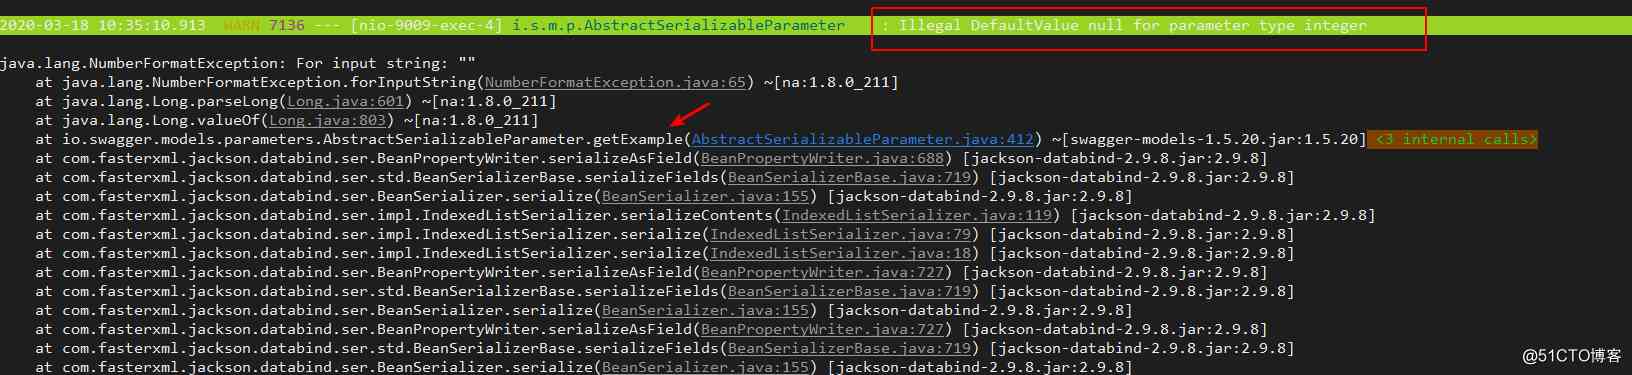 2020-03-18 10:35:10.913  WARN 7136 --- [nio-9009-exec-4] i.s.m.p.AbstractSerializableParameter    : Illegal DefaultValue null for parameter type integer
java.lang.NumberFormatException: For input string: ""
at java.lang.NumberFormatException.forInputString(NumberFormatException.java:65) ~[na:1.8.0_211]
at java.lang.Long.parseLong(Long.java:601) ~[na:1.8.0_211]
at java.lang.Long.valueOf(Long.java:803) ~[na:1.8.0_211]
at io.swagger.models.parameters.AbstractSerializableParameter.getExample(AbstractSerializableParameter.java:412) ~[swagger-models-1.5.20.jar:1.5.20] <3 internal calls>
at com.fasterxml.jackson.databind.ser.BeanPropertyWriter.serializeAsField(BeanPropertyWriter.java:688) [jackson-databind-2.9.8.jar:2.9.8]
at com.fasterxml.jackson.databind.ser.std.BeanSerializerBase.serializeFields(BeanSerializerBase.java:719) [jackson-databind-2.9.8.jar:2.9.8]
at com.fasterxml.jackson.databind.ser.BeanSerializer.serialize(BeanSerializer.java:155) [jackson-databind-2.9.8.jar:2.9.8]
at com.fasterxml.jackson.databind.ser.impl.IndexedListSerializer.serializeContents(IndexedListSerializer.java:119) [jackson-databind-2.9.8.jar:2.9.8]
at com.fasterxml.jackson.databind.ser.impl.IndexedListSerializer.serialize(IndexedListSerializer.java:79) [jackson-databind-2.9.8.jar:2.9.8]
at com.fasterxml.jackson.databind.ser.impl.IndexedListSerializer.serialize(IndexedListSerializer.java:18) [jackson-databind-2.9.8.jar:2.9.8]
at com.fasterxml.jackson.databind.ser.BeanPropertyWriter.serializeAsField(BeanPropertyWriter.java:727) [jackson-databind-2.9.8.jar:2.9.8]
at com.fasterxml.jackson.databind.ser.std.BeanSerializerBase.serializeFields(BeanSerializerBase.java:719) [jackson-databind-2.9.8.jar:2.9.8]
at com.fasterxml.jackson.databind.ser.BeanSerializer.serialize(BeanSerializer.java:155) [jackson-databind-2.9.8.jar:2.9.8]
at com.fasterxml.jackson.databind.ser.BeanPropertyWriter.serializeAsField(BeanPropertyWriter.java:727) [jackson-databind-2.9.8.jar:2.9.8]
at com.fasterxml.jackson.databind.ser.std.BeanSerializerBase.serializeFields(BeanSerializerBase.java:719) [jackson-databind-2.9.8.jar:2.9.8]
at com.fasterxml.jackson.databind.ser.BeanSerializer.serialize(BeanSerializer.java:155) [jackson-databind-2.9.8.jar:2.9.8]
@51CTO博客